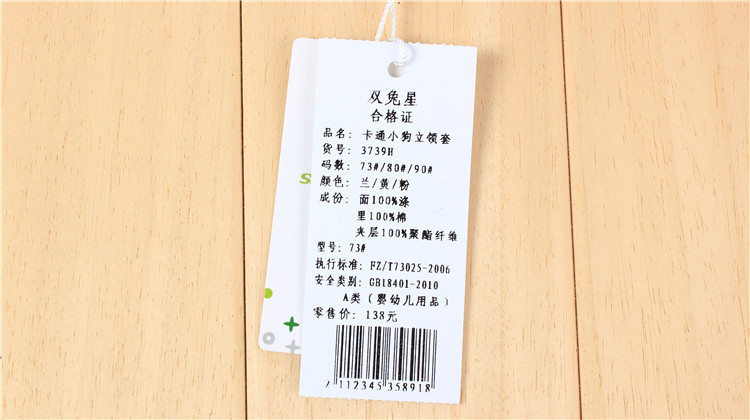 双兔星
合格证
品名：卡通小狗立领套
货号：3739H
码数：73#/80#/90#
颜色：兰/黄/粉
成份：面100%涤
里100%棉
夹层100%聚酯纤维
型号：73#
执行标准：FZ/T73025-2006
安全类别：GB18401-2010
A类（婴幼儿用品）
零售价：138元
2 112345 358918